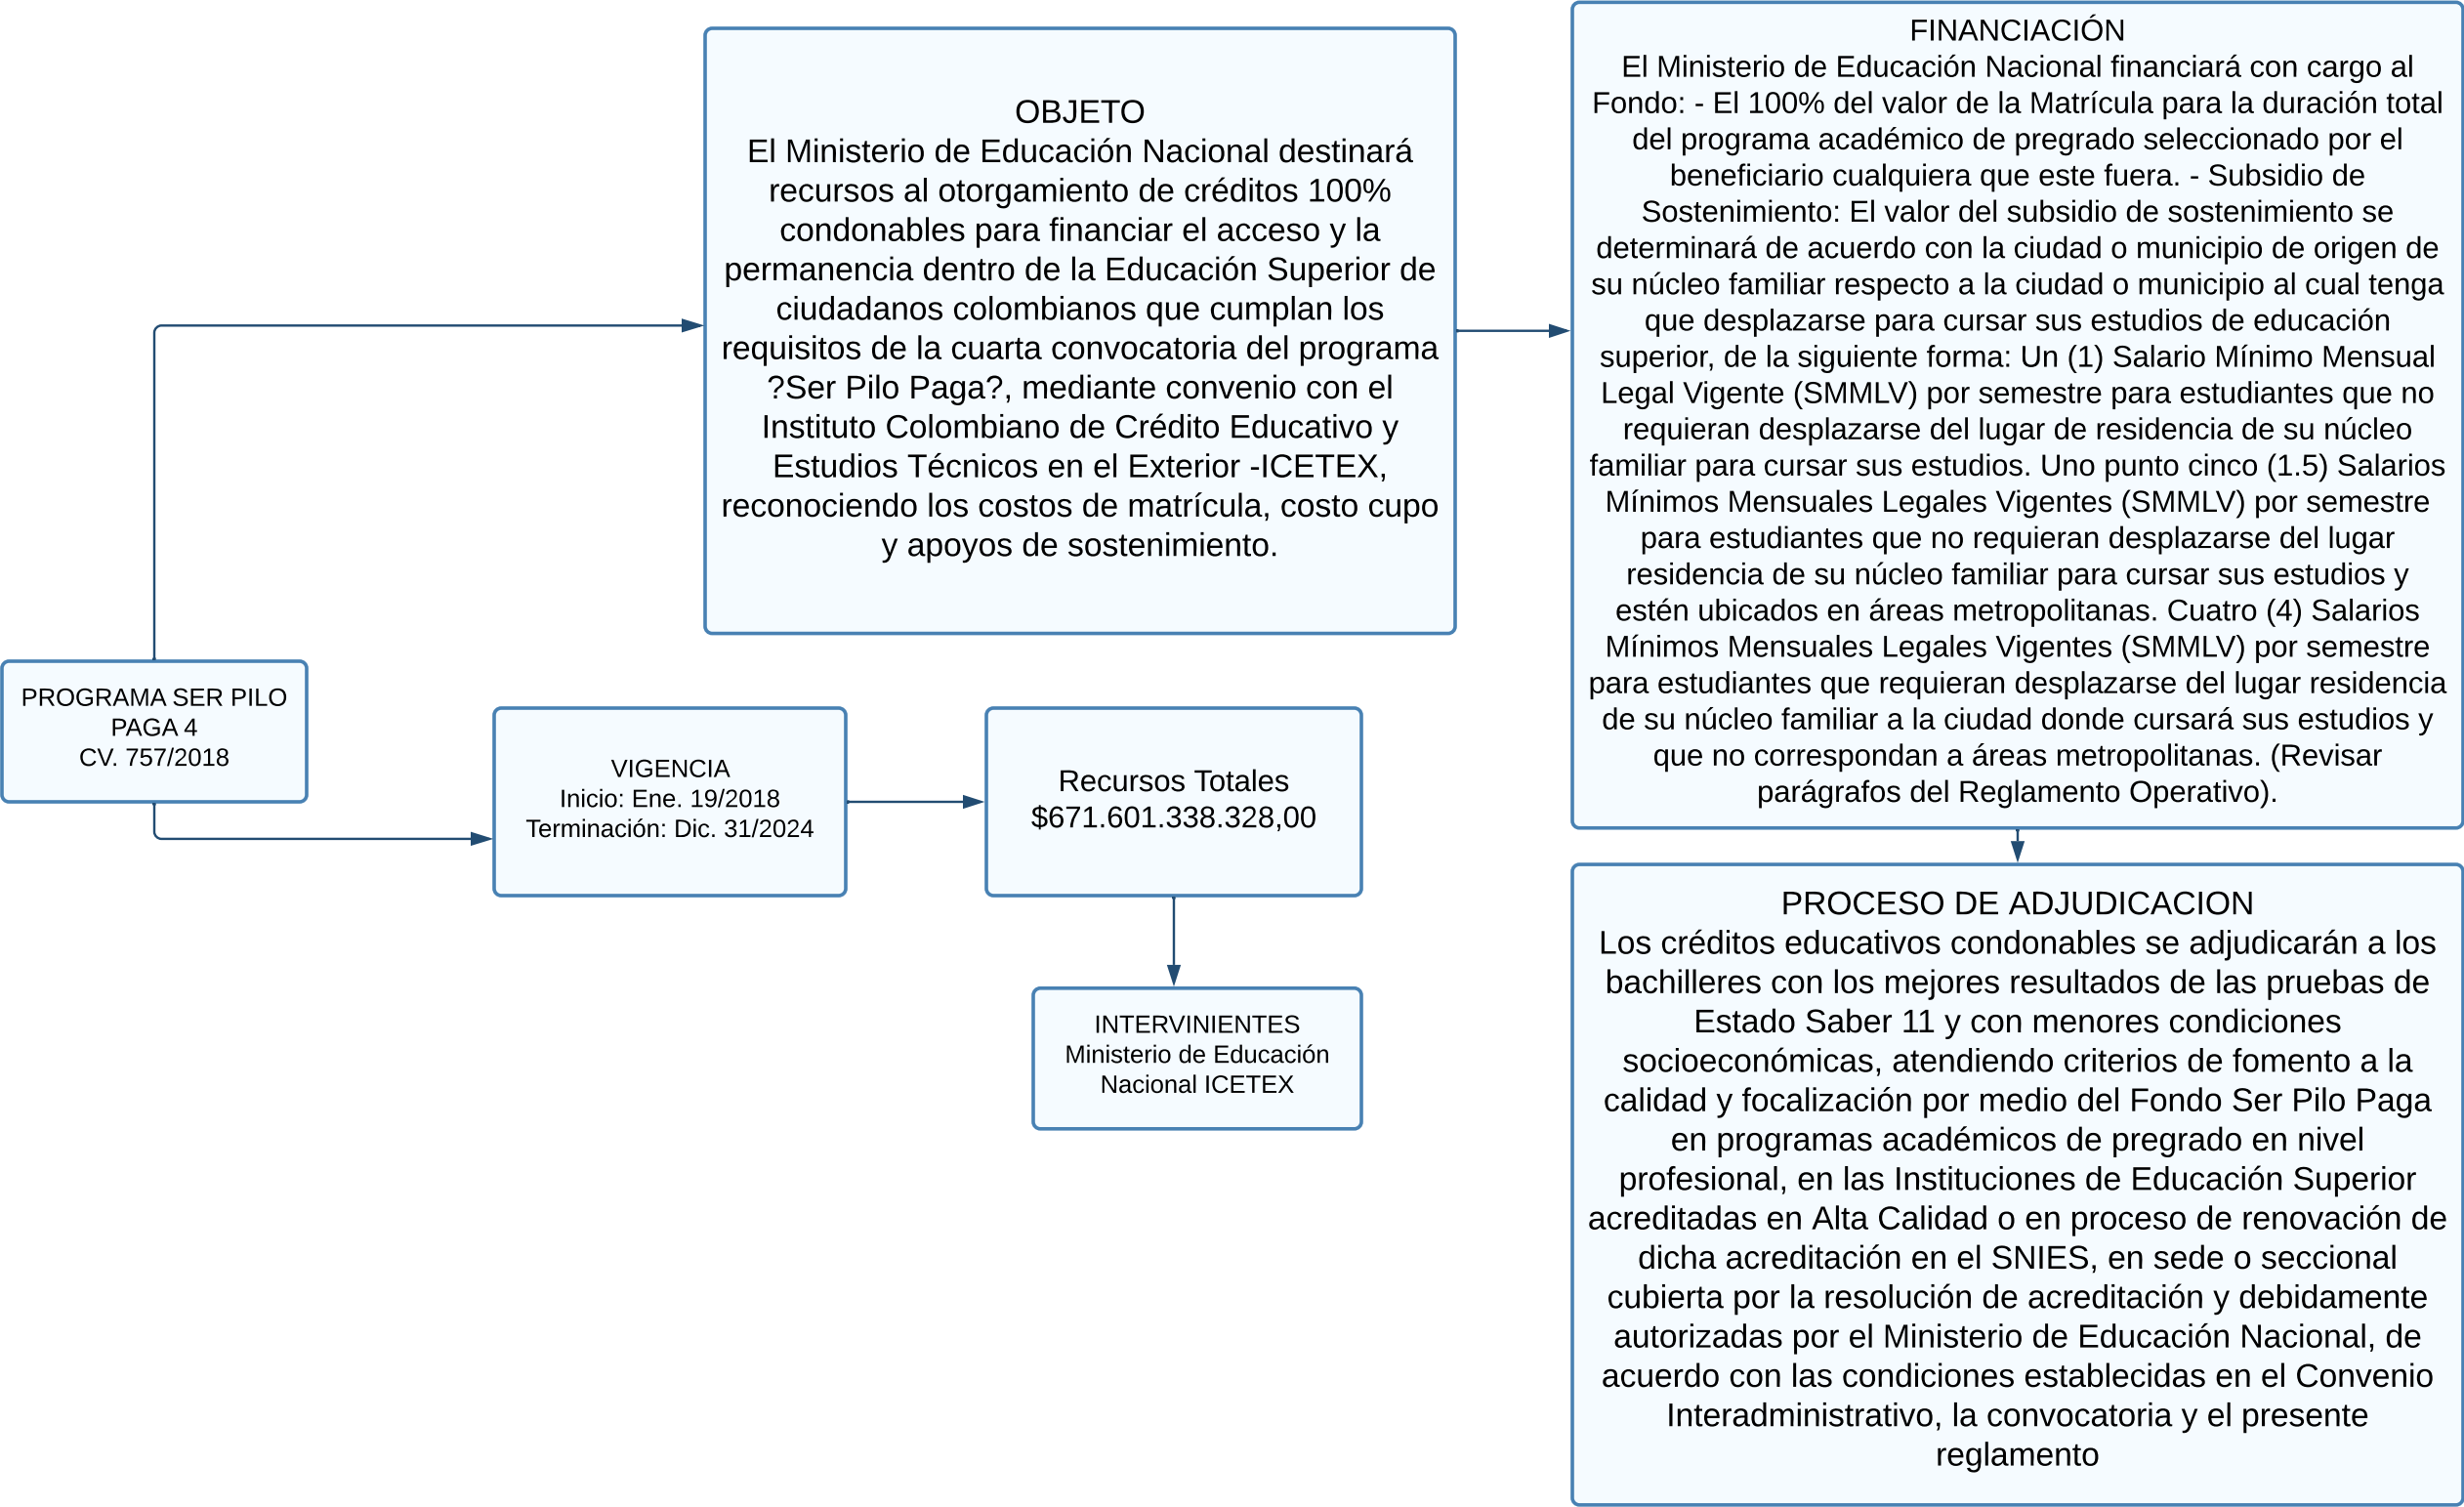 PROGRAMA SER PILO
PAGA 4
CV. 757/2018
OBJETO
El Ministerio de Educación Nacional destinará
recursos al otorgamiento de créditos 100%
condonables para financiar el acceso y la
permanencia dentro de la Educación Superior de
ciudadanos colombianos que cumplan los
requisitos de la cuarta convocatoria del programa
?Ser Pilo Paga?, mediante convenio con el
Instituto Colombiano de Crédito Educativo y
Estudios Técnicos en el Exterior -ICETEX,
reconociendo los costos de matrícula, costo cupo
y apoyos de sostenimiento.
FINANCIACIÓN
El Ministerio de Educación Nacional financiará con cargo al
Fondo: - El 100% del valor de la Matrícula para la duración total
del programa académico de pregrado seleccionado por el
beneficiario cualquiera que este fuera. - Subsidio de
Sostenimiento: El valor del subsidio de sostenimiento se
determinará de acuerdo con la ciudad o municipio de origen de
su núcleo familiar respecto a la ciudad o municipio al cual tenga
que desplazarse para cursar sus estudios de educación
superior, de la siguiente forma: Un (1) Salario Mínimo Mensual
Legal Vigente (SMMLV) por semestre para estudiantes que no
requieran desplazarse del lugar de residencia de su núcleo
familiar para cursar sus estudios. Uno punto cinco (1.5) Salarios
Mínimos Mensuales Legales Vigentes (SMMLV) por semestre
para estudiantes que no requieran desplazarse del lugar
residencia de su núcleo familiar para cursar sus estudios y
estén ubicados en áreas metropolitanas. Cuatro (4) Salarios
Mínimos Mensuales Legales Vigentes (SMMLV) por semestre
para estudiantes que requieran desplazarse del lugar residencia
de su núcleo familiar a la ciudad donde cursará sus estudios y
que no correspondan a áreas metropolitanas. (Revisar
parágrafos del Reglamento Operativo).
VIGENCIA
Inicio: Ene. 19/2018
Terminación: Dic. 31/2024
Recursos Totales
$671.601.338.328,00
INTERVINIENTES
Ministerio de Educación
Nacional ICETEX
PROCESO DE ADJUDICACION
Los créditos educativos condonables se adjudicarán a los
bachilleres con los mejores resultados de las pruebas de
Estado Saber 11 y con menores condiciones
socioeconómicas, atendiendo criterios de fomento a la
calidad y focalización por medio del Fondo Ser Pilo Paga
en programas académicos de pregrado en nivel
profesional, en las Instituciones de Educación Superior
acreditadas en Alta Calidad o en proceso de renovación de
dicha acreditación en el SNIES, en sede o seccional
cubierta por la resolución de acreditación y debidamente
autorizadas por el Ministerio de Educación Nacional, de
acuerdo con las condiciones establecidas en el Convenio
Interadministrativo, la convocatoria y el presente
reglamento